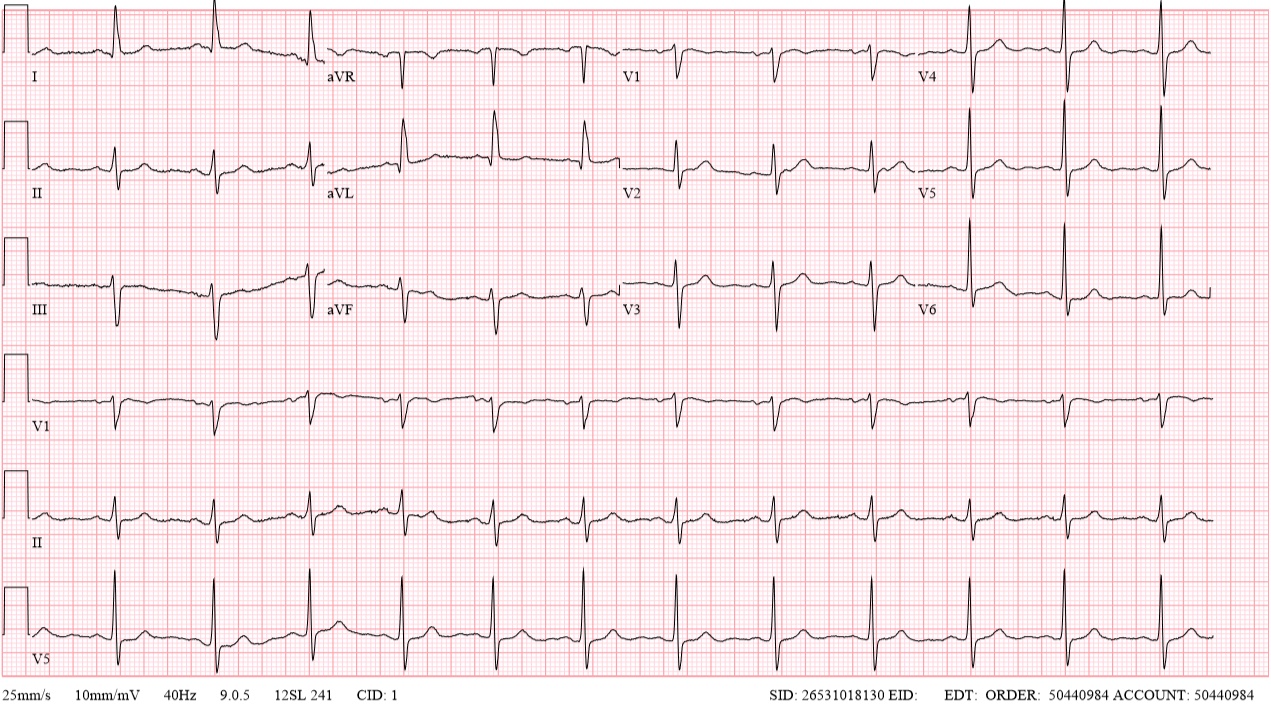 I aVR V1 V4
II aVL V2 V5
III aVF V3 V6
V1
II
V5
25mm/s 10mm/mV 40Hz 9.0.5 12SL 241 CID: 1 SID: 26531018130 EID: EDT: ORDER: 50440984 ACCOUNT: 50440984